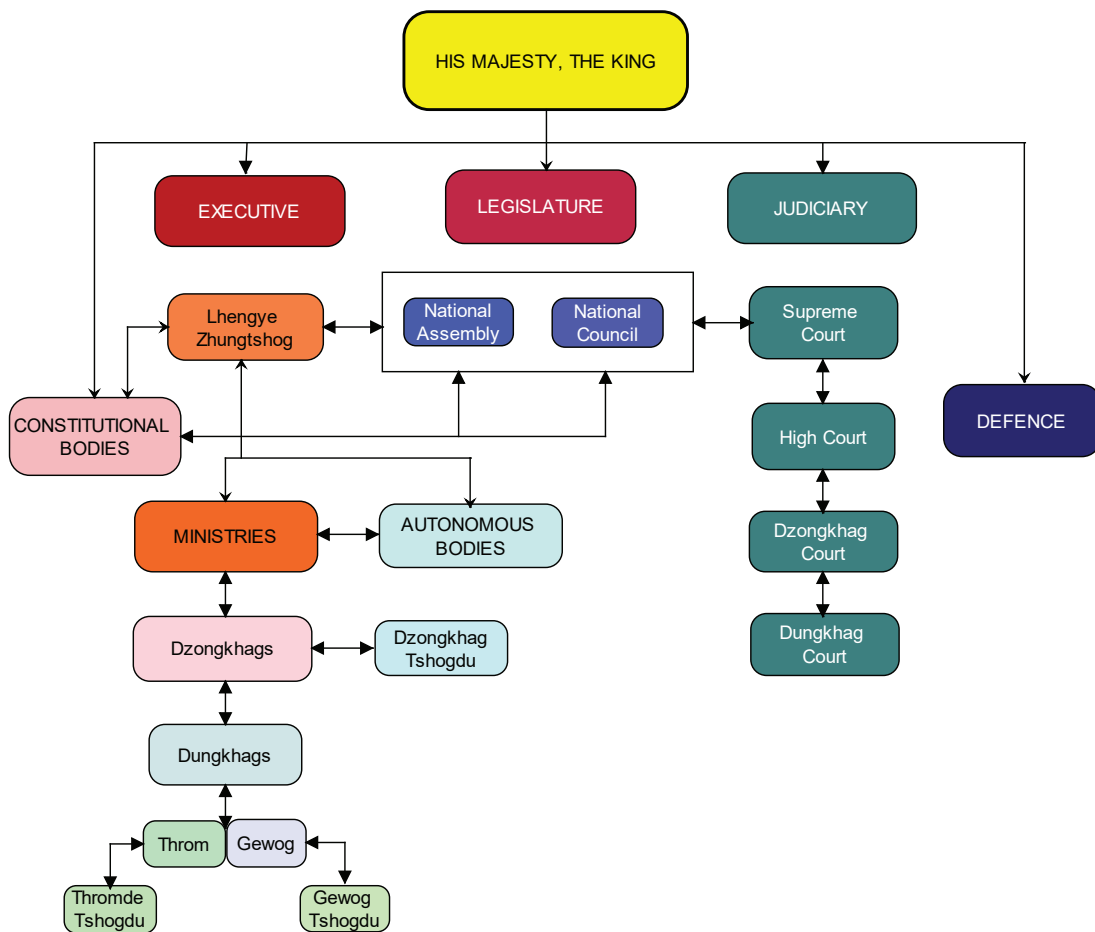 HIS MAJESTY, THE KING
EXECUTIVE
LEGISLATURE
JUDICIARY
Lhengye
Zhungtshog
National
Assembly
National
Council
Supreme
Court
CONSTITUTIONAL
BODIES
High Court
DEFENCE
MINISTRIES
AUTONOMOUS
BODIES
Dzongkhag
Court
Dzongkhags
Dzongkhag
Tshogdu
Dungkhag
Court
Dungkhags
Throm
Gewog
Thromde
Tshogdu
Gewog
Tshogdu